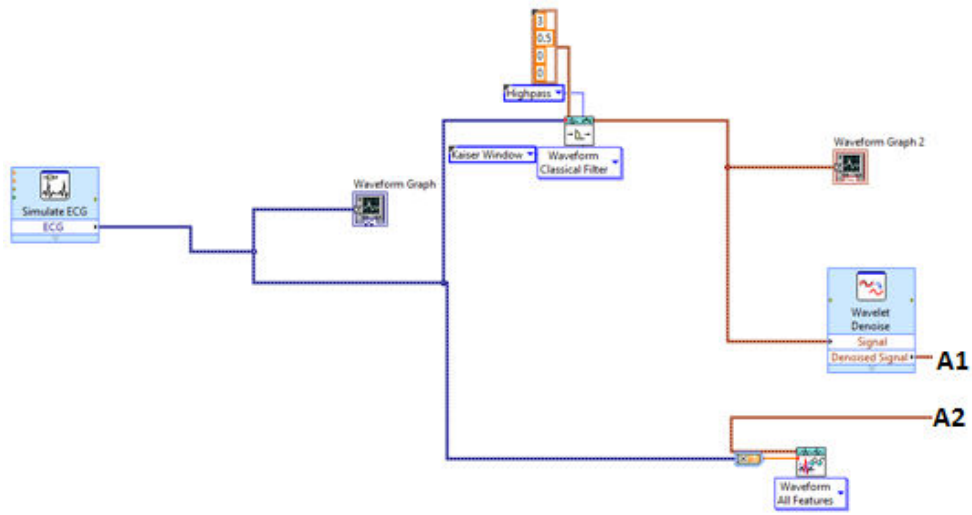 3
0.5
0
0
Highpass
Kaiser Window
Waveform
Classical Filter
Waveform Graph 2
Waveform Graph
Simulate ECG
ECG
Wavelet
Denoise
Signal
Denoised Signal
A1
A2
Waveform
All Features